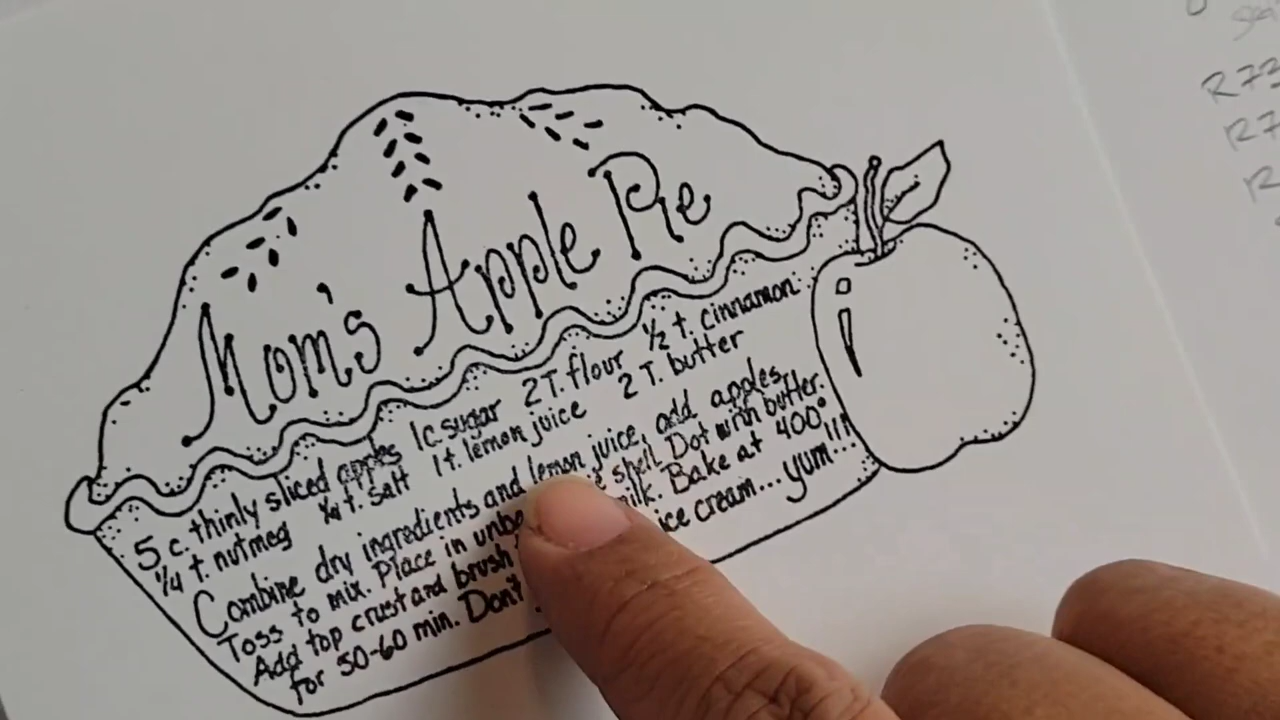 Mom's Apple Pie
5 c. thinly sliced apples 1c. sugar 2 T. flour 1/2 t. cinnamon
1/4 t. nutmeg 1/4 t. salt 1 t. lemon juice 2 T. butter
Combine dry ingredients and lemon juice, add apples.
Toss to mix. Place in shell. Dot with butter.
Add top crust and brush milk. Bake at 400°
for 50-60 min. Don't ice cream... yum!!!
R